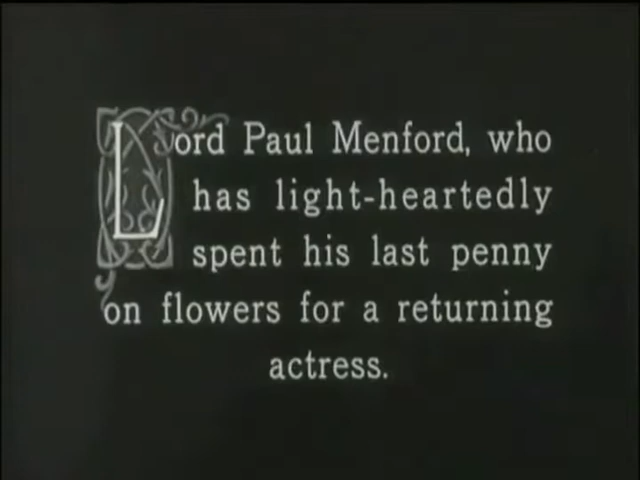 Lord Paul Menford, who
has light-heartedly
spent his last penny
on flowers for a returning
actress.